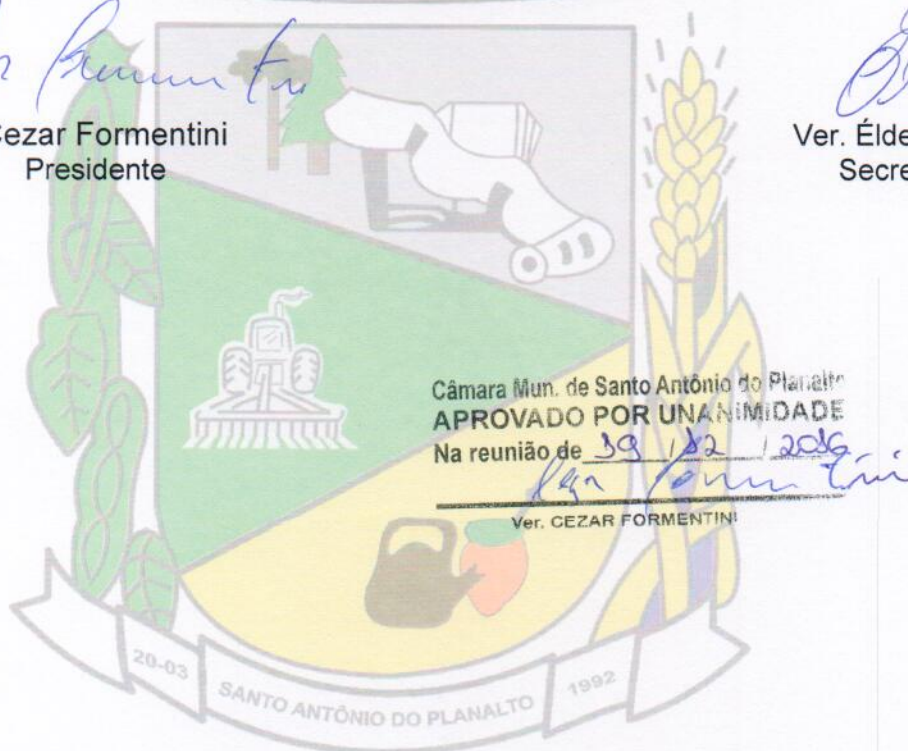 Cezar Formentini
Presidente
Ver. Élde
Secre
Câmara Mun. de Santo Antônio do Planalto
APROVADO POR UNANIMIDADE
Na reunião de / / 
Ver. CEZAR FORMENTINI
20-03
SANTO ANTÔNIO DO PLANALTO
1992